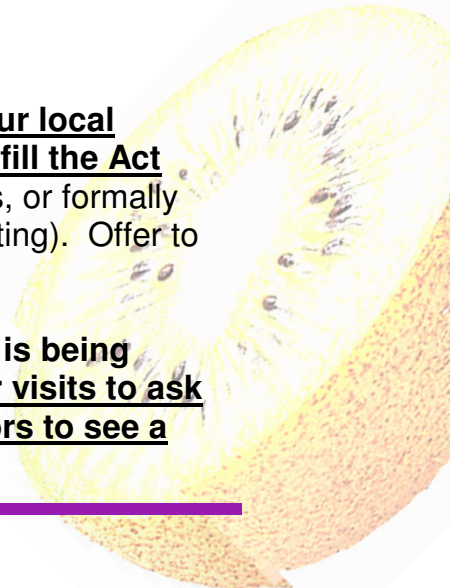 ur local
fill the Act
s, or formally
ting).  Offer to
is being
r visits to ask
ors to see a